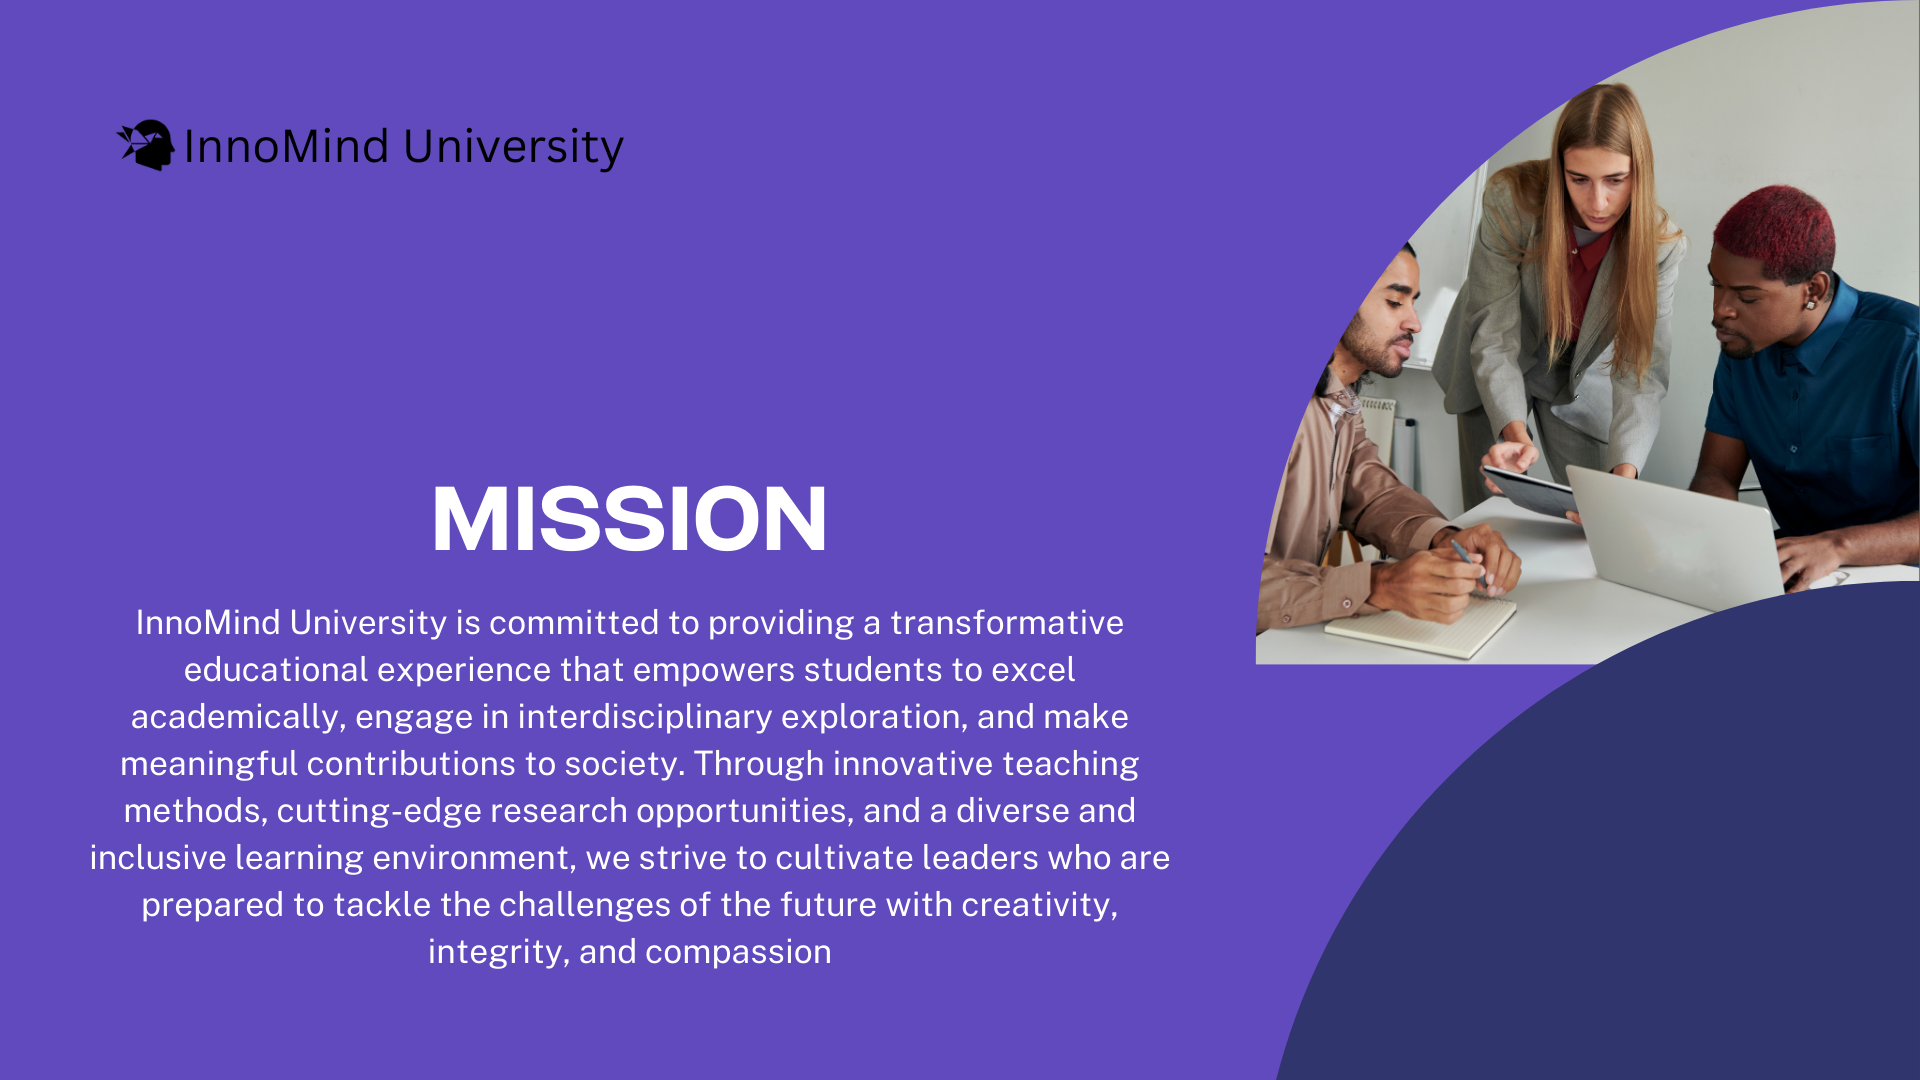 InnoMind University
MISSION
InnoMind University is committed to providing a transformative
educational experience that empowers students to excel
academically, engage in interdisciplinary exploration, and make
meaningful contributions to society. Through innovative teaching
methods, cutting-edge research opportunities, and a diverse and
inclusive learning environment, we strive to cultivate leaders who are
prepared to tackle the challenges of the future with creativity,
integrity, and compassion